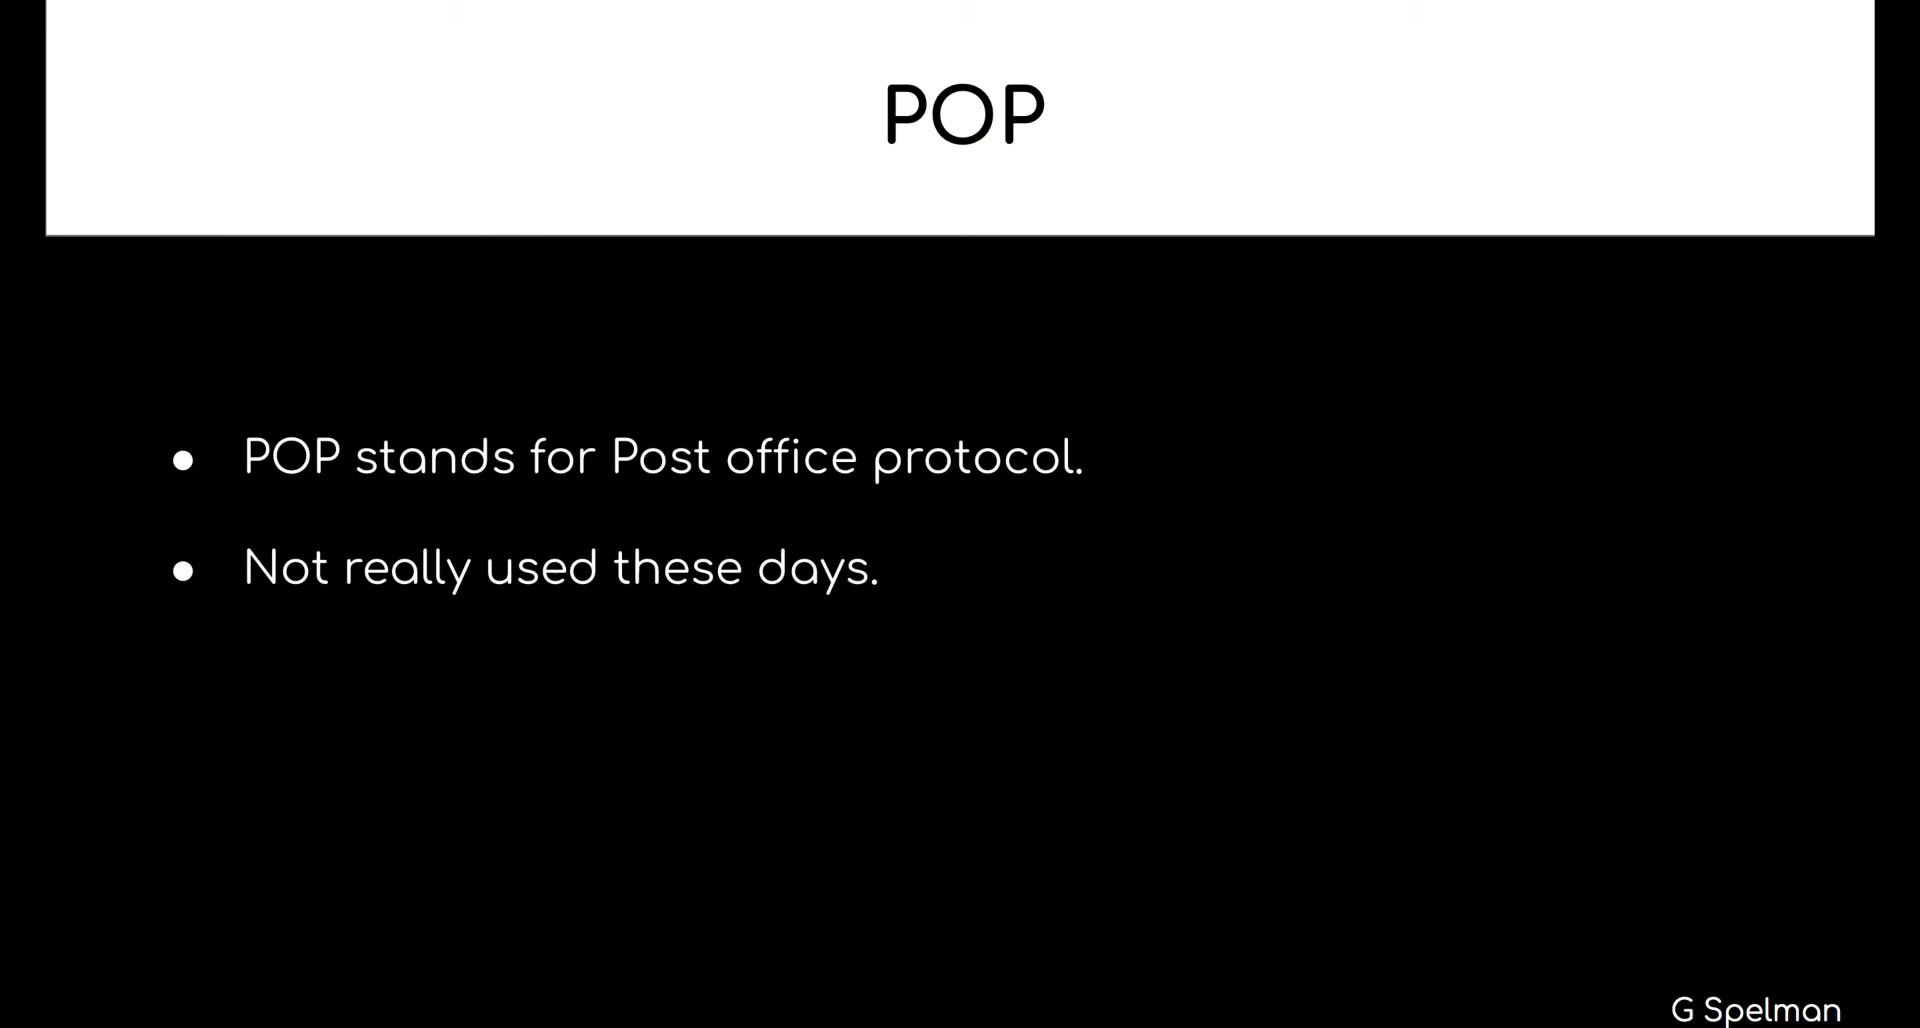 POP
● POP stands for Post office protocol.
● Not really used these days.
G Spelman